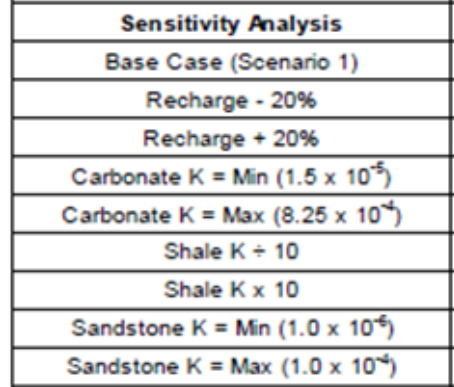 Sensitivity Analysis
Base Case (Scenario 1)
Recharge - 20%
Recharge + 20%
Carbonate K = Min (1.5 x 10⁻⁵)
Carbonate K = Max (8.25 x 10⁻⁴)
Shale K ÷ 10
Shale K x 10
Sandstone K = Min (1.0 x 10⁻⁶)
Sandstone K = Max (1.0 x 10⁻⁴)